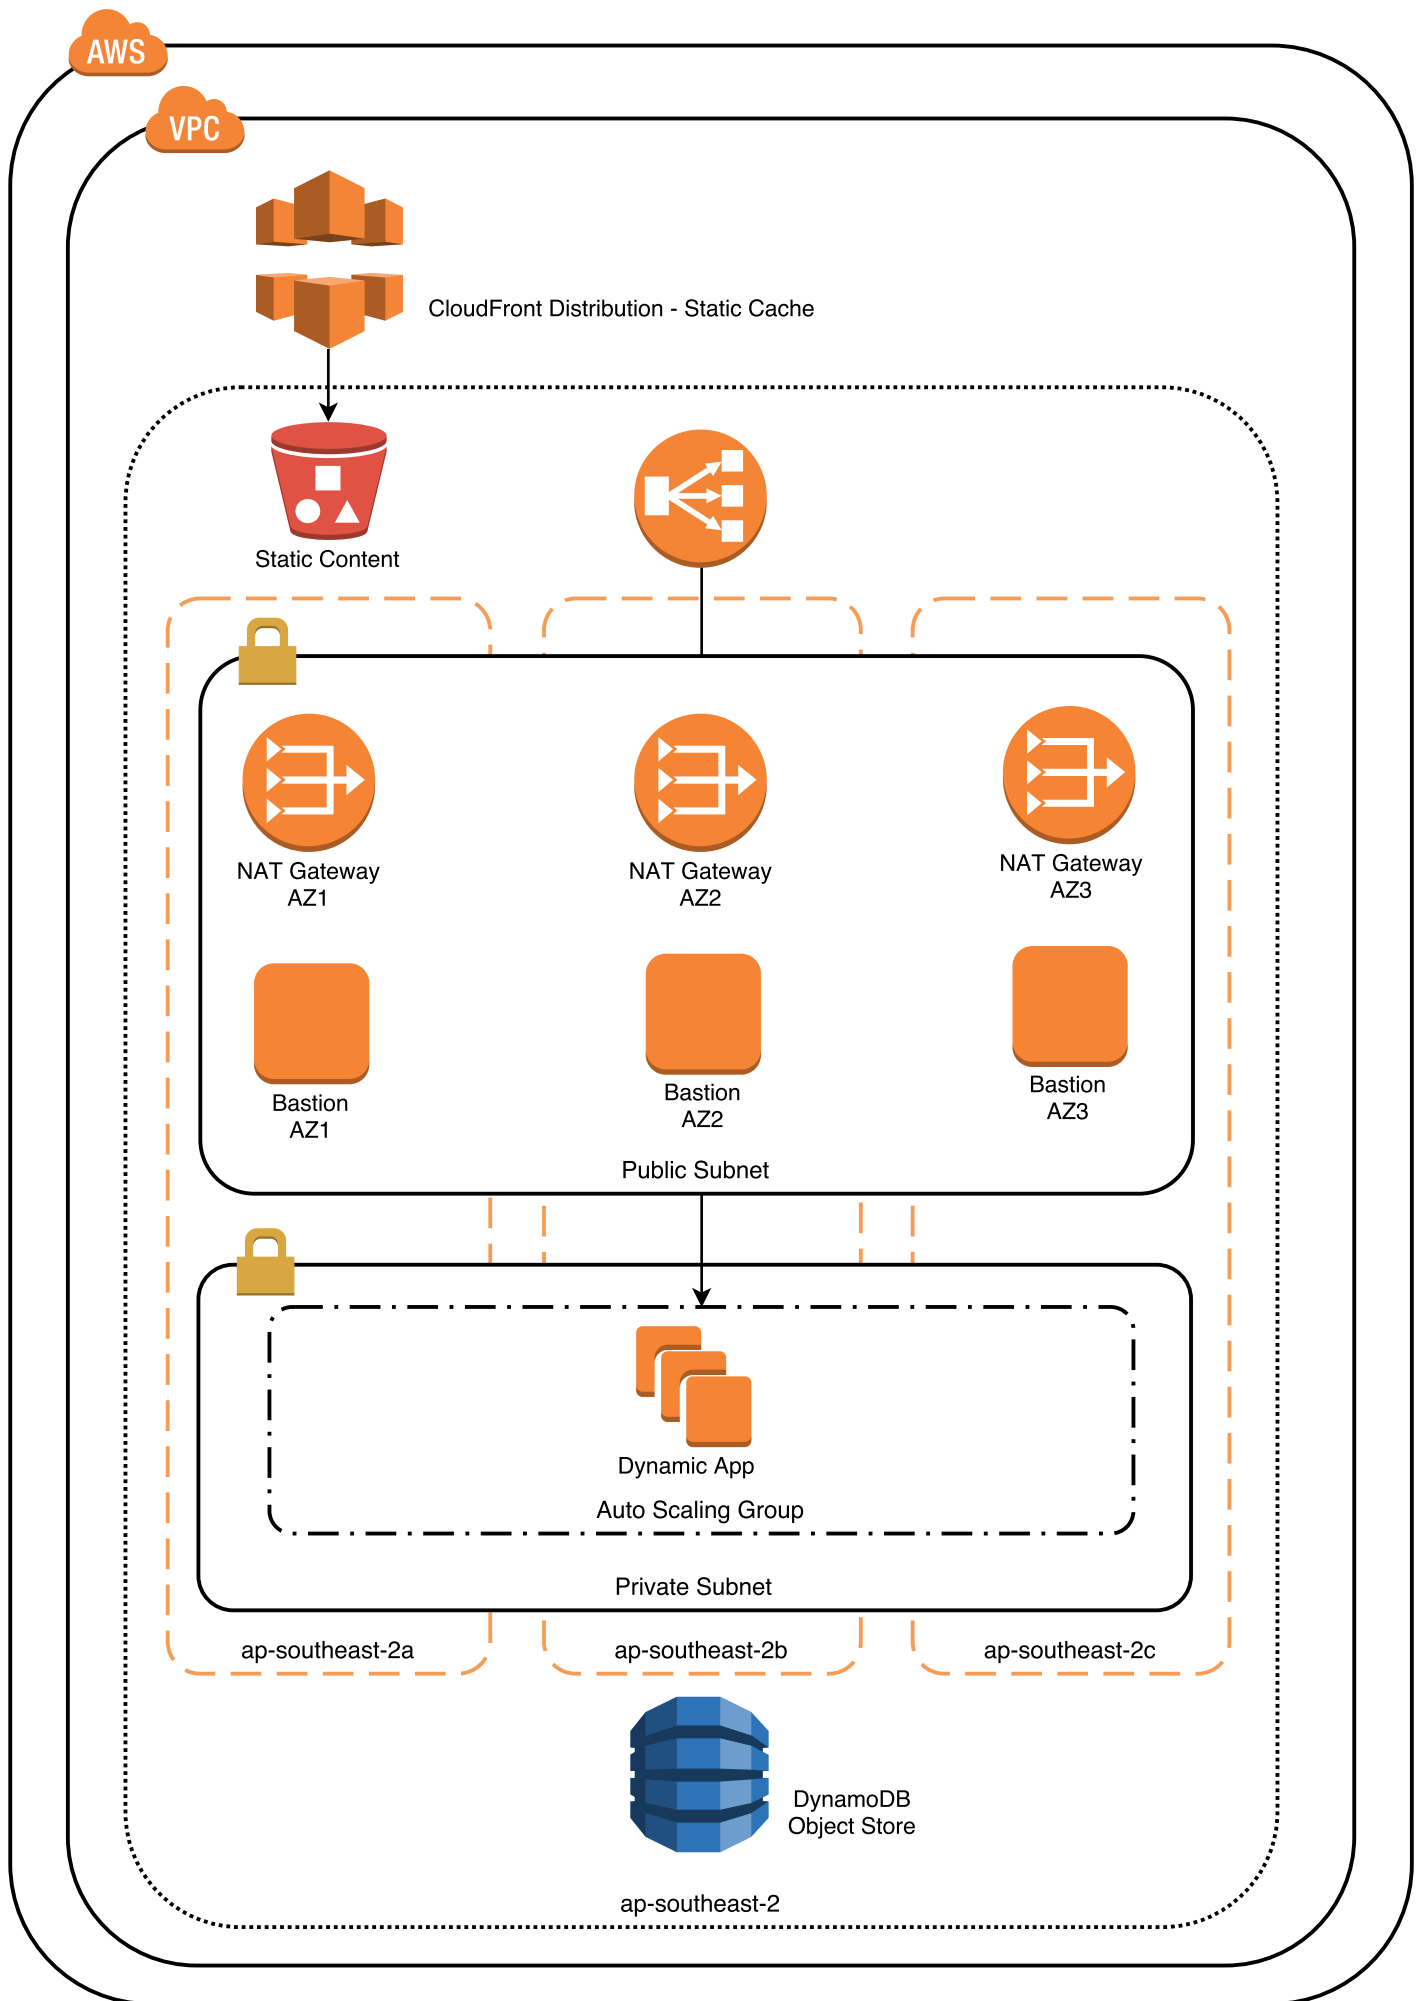 AWS
VPC
CloudFront Distribution - Static Cache
Static Content
NAT Gateway
AZ1
NAT Gateway
AZ2
NAT Gateway
AZ3
Bastion
AZ1
Bastion
AZ2
Bastion
AZ3
Public Subnet
Dynamic App
Auto Scaling Group
Private Subnet
ap-southeast-2a
ap-southeast-2b
ap-southeast-2c
DynamoDB
Object Store
ap-southeast-2